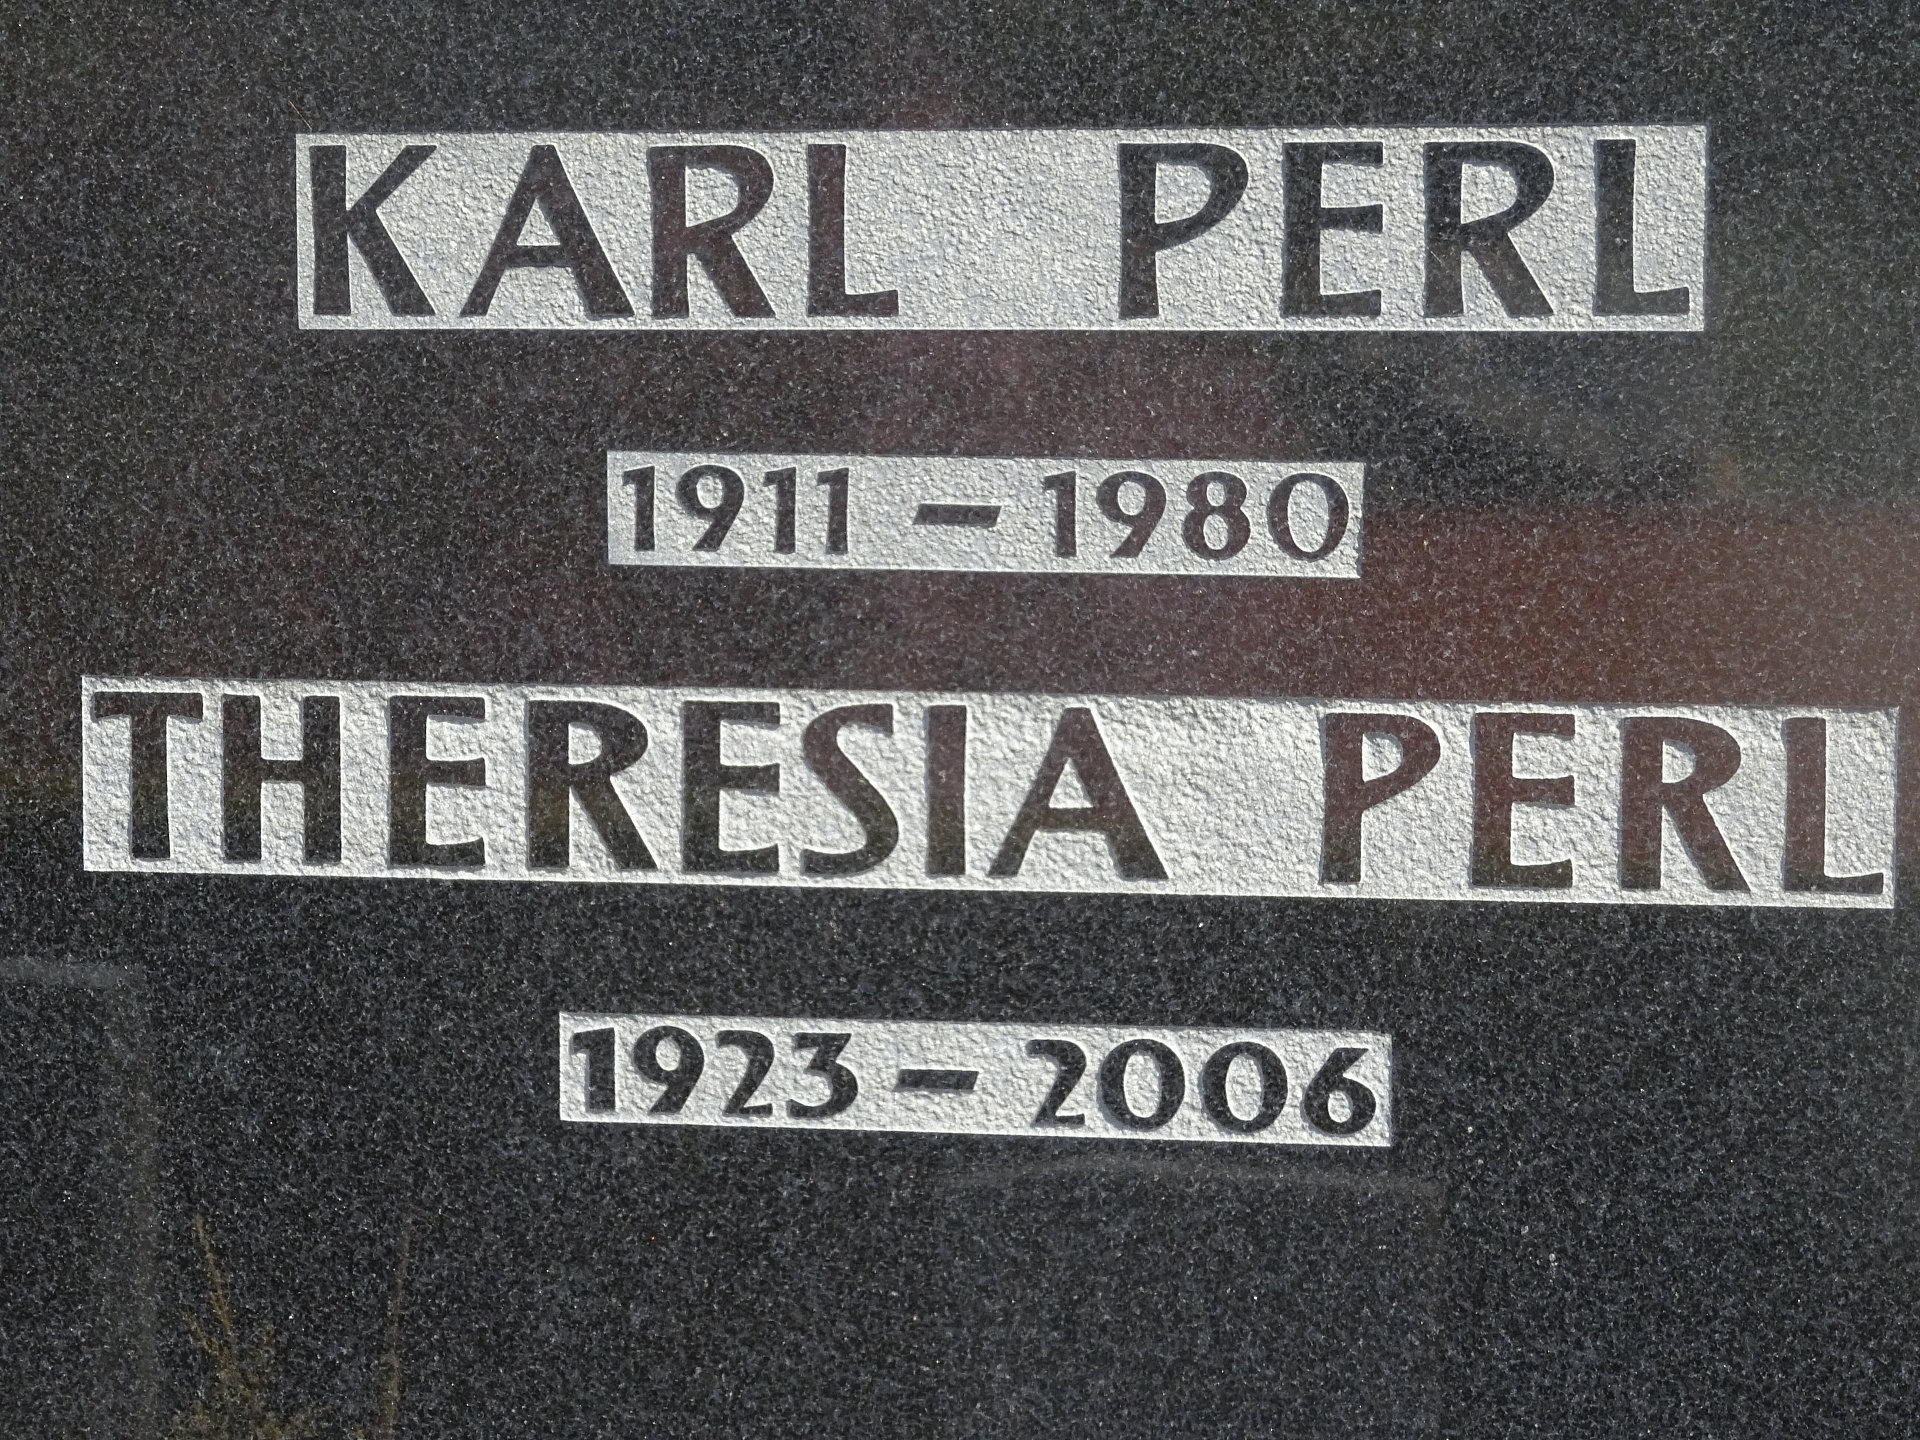 KARL PERL
1911 - 1980
THERESIA PERL
1923 - 2006